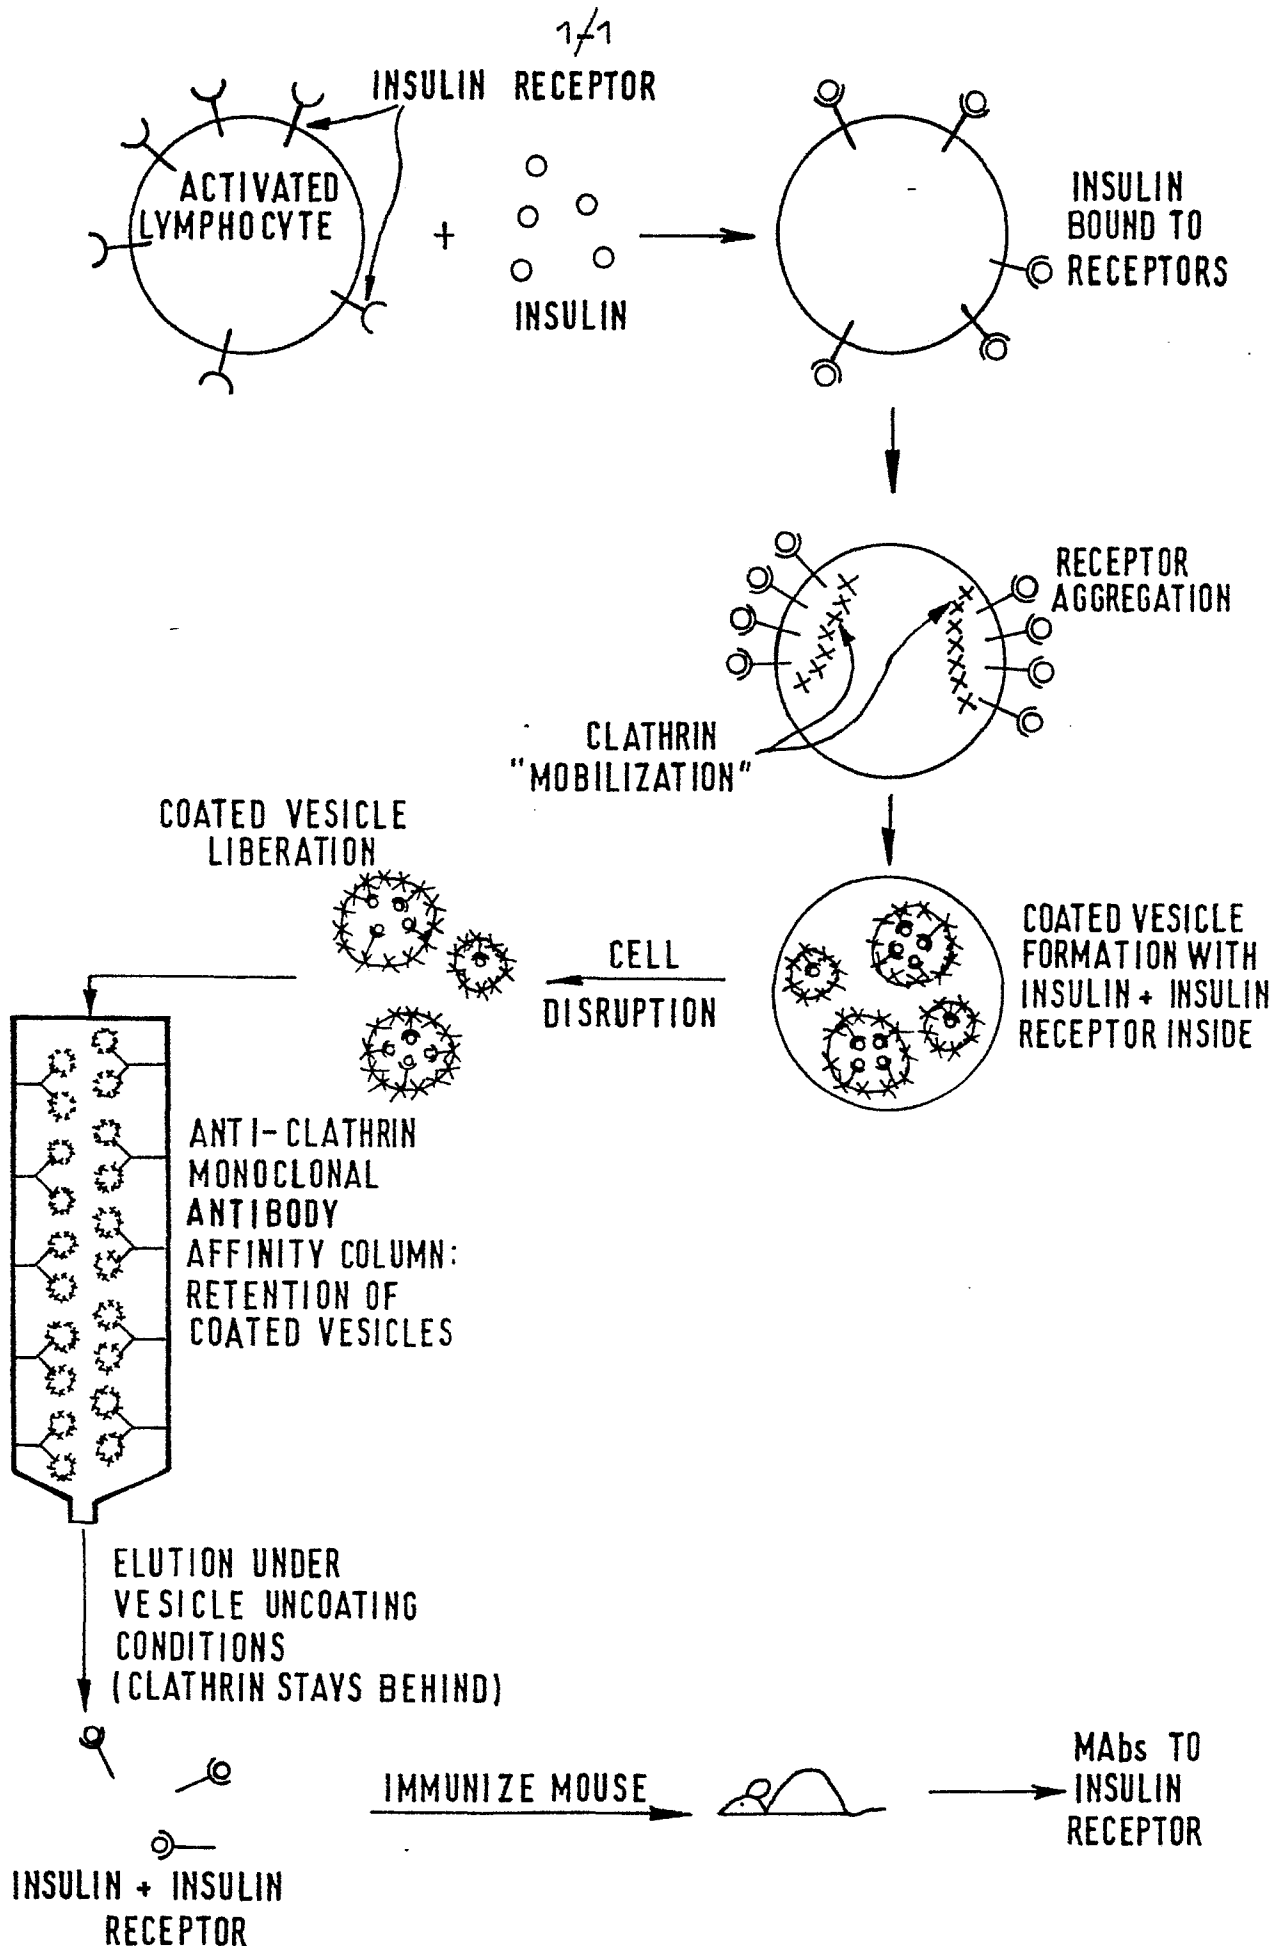 1/1
INSULIN RECEPTOR
ACTIVATED
LYMPHOCYTE
+
INSULIN
INSULIN
BOUND TO
RECEPTORS
RECEPTOR
AGGREGATION
CLATHRIN
"MOBILIZATION"
COATED VESICLE
FORMATION WITH
INSULIN + INSULIN
RECEPTOR INSIDE
CELL
DISRUPTION
COATED VESICLE
LIBERATION
ANTI-CLATHRIN
MONOCLONAL
ANTIBODY
AFFINITY COLUMN:
RETENTION OF
COATED VESICLES
ELUTION UNDER
VESICLE UNCOATING
CONDITIONS
(CLATHRIN STAYS BEHIND)
INSULIN + INSULIN
RECEPTOR
IMMUNIZE MOUSE
MAbs TO
INSULIN
RECEPTOR